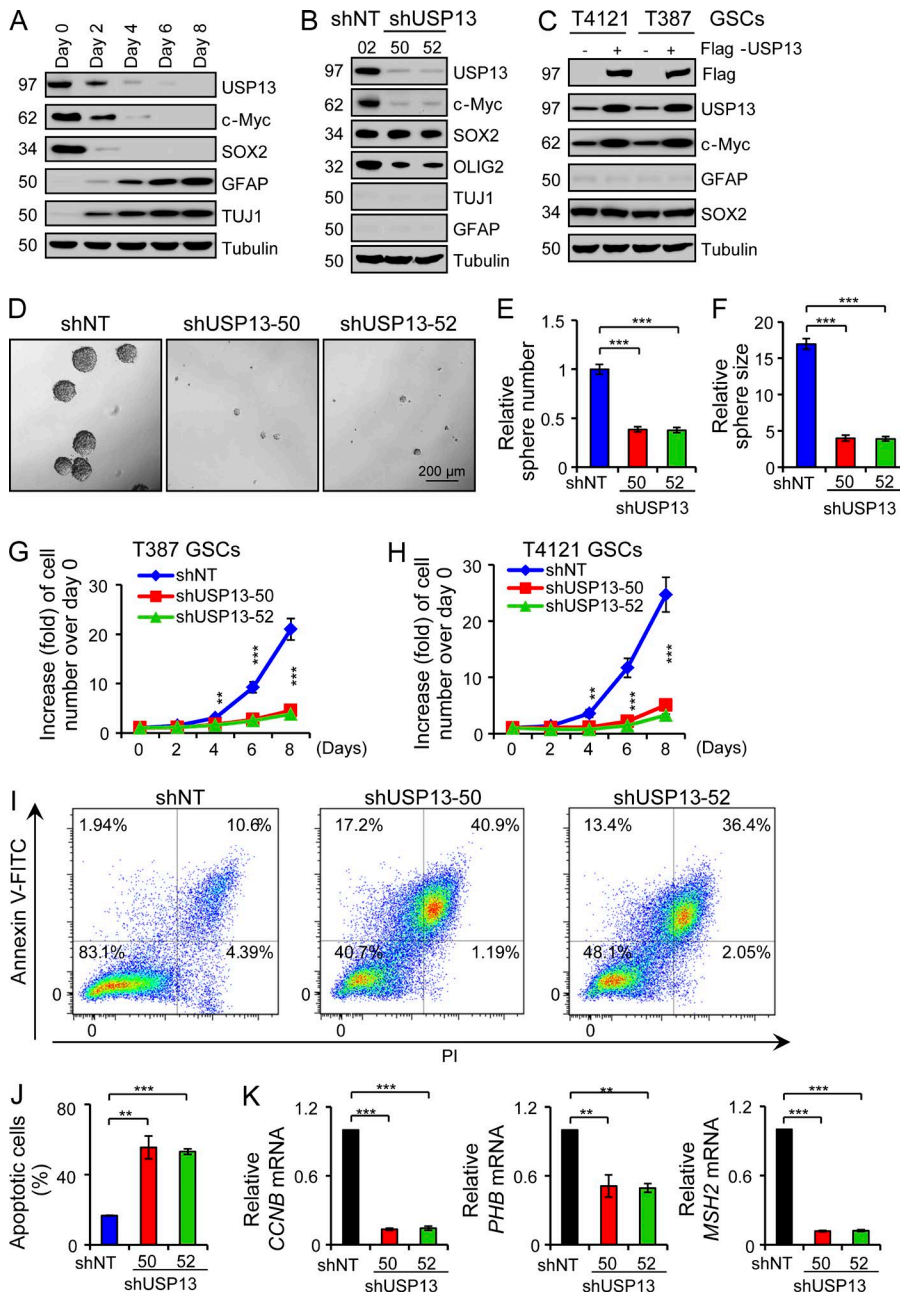 A
Day 0
Day 2
Day 4
Day 6
Day 8
97 USP13
62 c-Myc
34 SOX2
50 GFAP
50 TUJ1
50 Tubulin
B
shNT shUSP13
02 50 52
97 USP13
62 c-Myc
34 SOX2
32 OLIG2
50 TUJ1
50 GFAP
50 Tubulin
C
T4121 T387 GSCs
- + - + Flag -USP13
97 Flag
97 USP13
62 c-Myc
50 GFAP
34 SOX2
50 Tubulin
D
shNT shUSP13-50 shUSP13-52
200 µm
E
Relative
sphere number
1.5
1
0.5
0
***
***
shNT 50 52
shUSP13
F
Relative
sphere size
20
15
10
5
0
***
***
shNT 50 52
shUSP13
G
T387 GSCs
shNT
shUSP13-50
shUSP13-52
Increase (fold) of cell
number over day 0
30
20
10
0
**
***
***
0 2 4 6 8 (Days)
H
T4121 GSCs
shNT
shUSP13-50
shUSP13-52
Increase (fold) of cell
number over day 0
30
20
10
0
**
***
***
0 2 4 6 8 (Days)
I
shNT shUSP13-50 shUSP13-52
Annexin V-FITC
1.94% 10.6%
83.1% 4.39%
0
0
17.2% 40.9%
40.7% 1.19%
0
0
13.4% 36.4%
48.1% 2.05%
0
0
PI
J
Apoptotic cells
(%)
80
40
0
**
***
shNT 50 52
shUSP13
K
Relative
CCNB mRNA
1.2
0.6
0
***
***
shNT 50 52
shUSP13
Relative
PHB mRNA
1.2
0.6
0
**
**
shNT 50 52
shUSP13
Relative
MSH2 mRNA
1.2
0.6
0
***
***
shNT 50 52
shUSP13